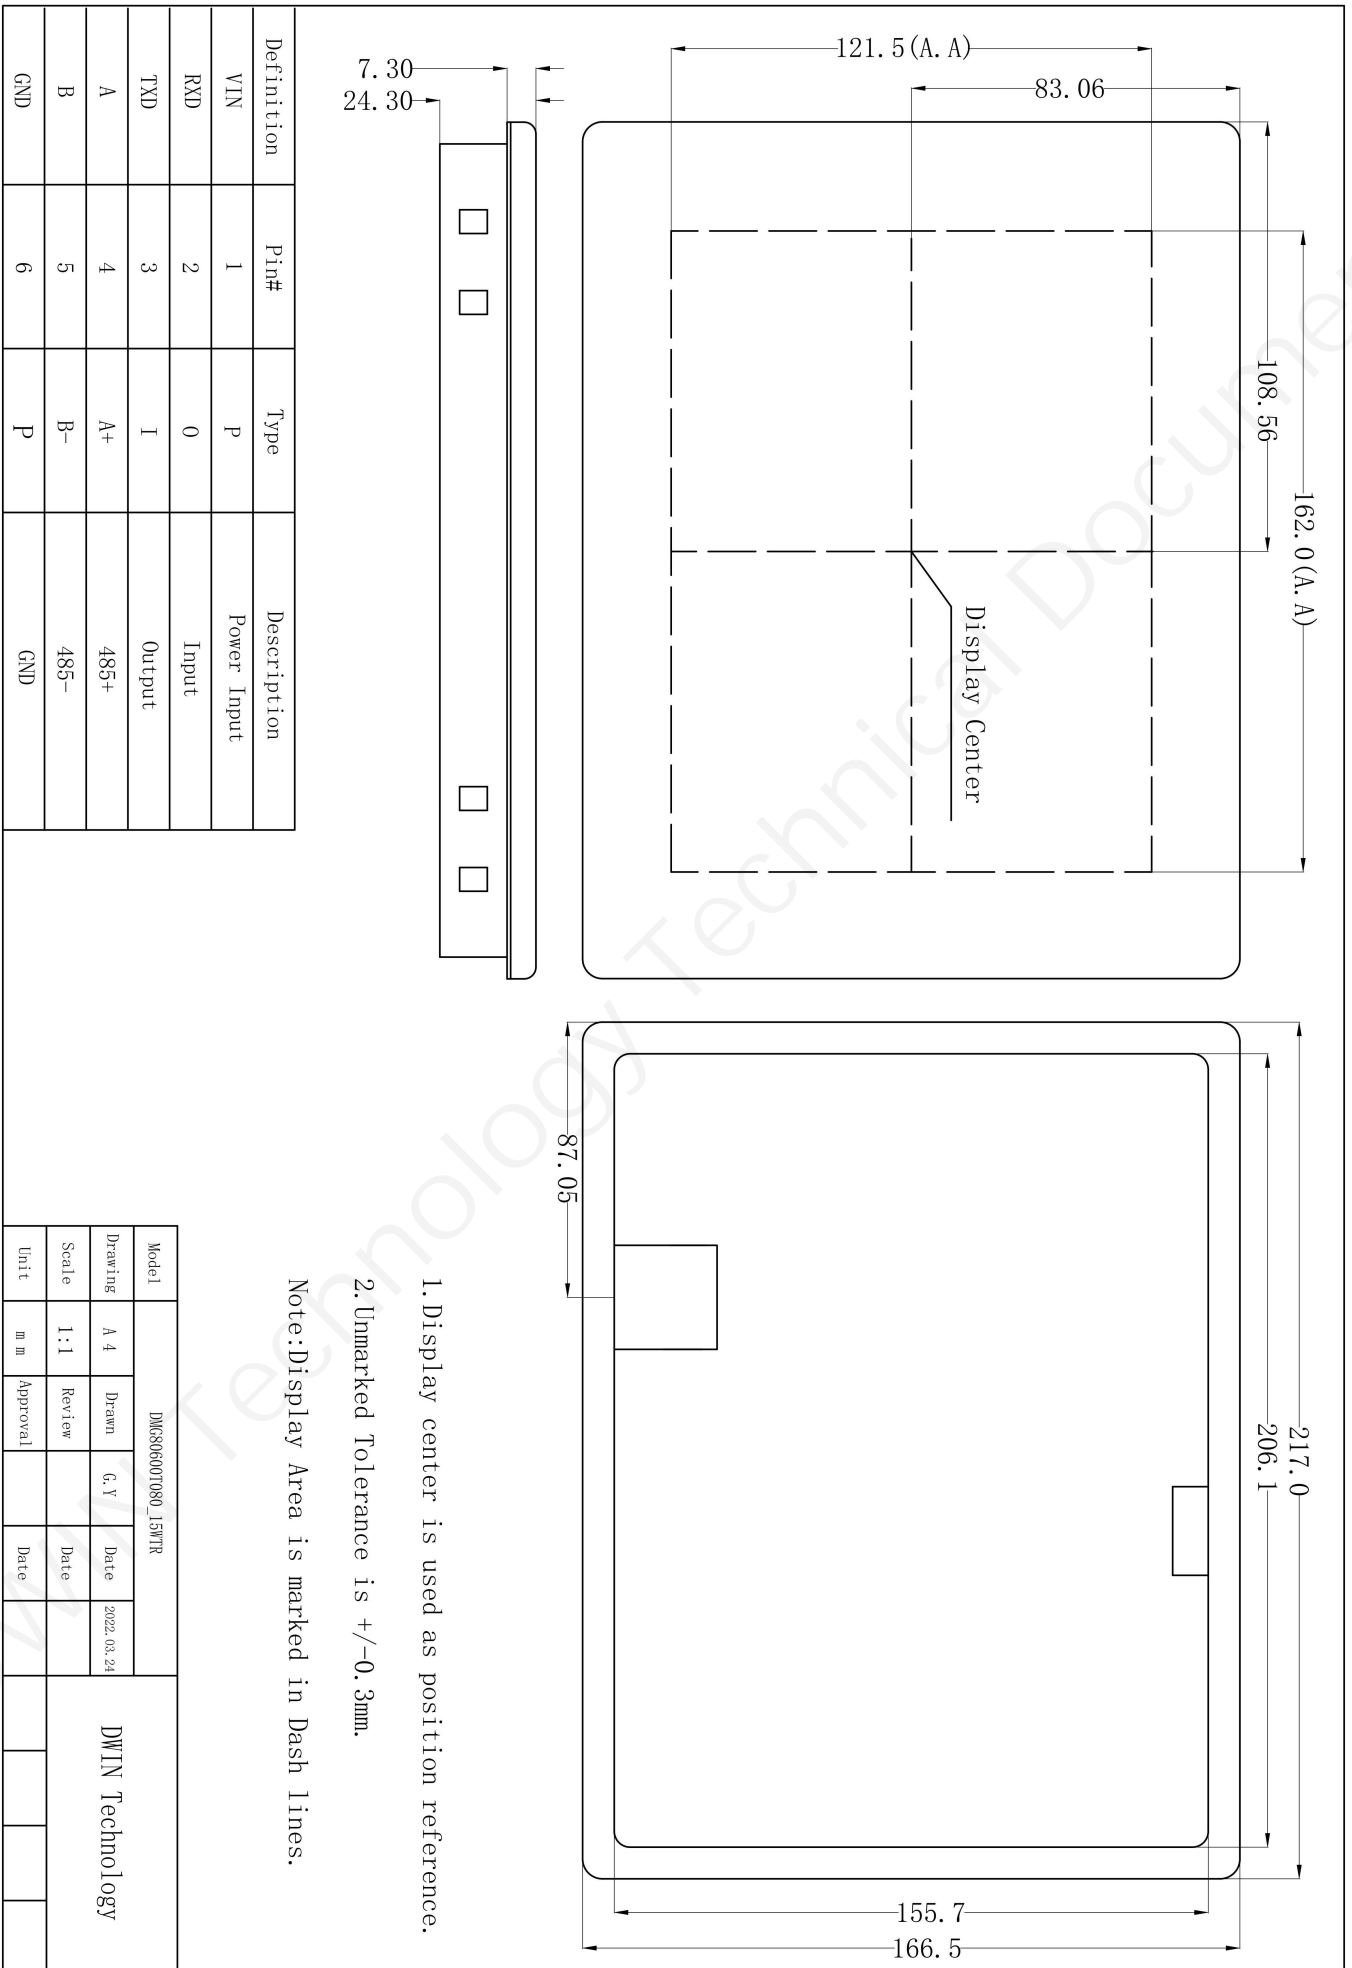 121.5(A.A)
83.06
7.30
24.30
108.56
162.0(A.A)
Display Center
217.0
206.1
87.05
155.7
166.5
Definition Pin# Type Description
VIN 1 P Power Input
RXD 2 O Input
TXD 3 I Output
A 4 A+ 485+
B 5 B- 485-
GND 6 P GND
1.Display center is used as position reference.
2.Unmarked Tolerance is +/-0.3mm.
Note:Display Area is marked in Dash lines.
Model DMG80600T080_15WTR
Drawing A4 Drawn G.Y Date 2022.03.24
Scale 1:1 Review Date
Unit mm Approval Date
DWIN Technology
WIN Technology Technical Documen